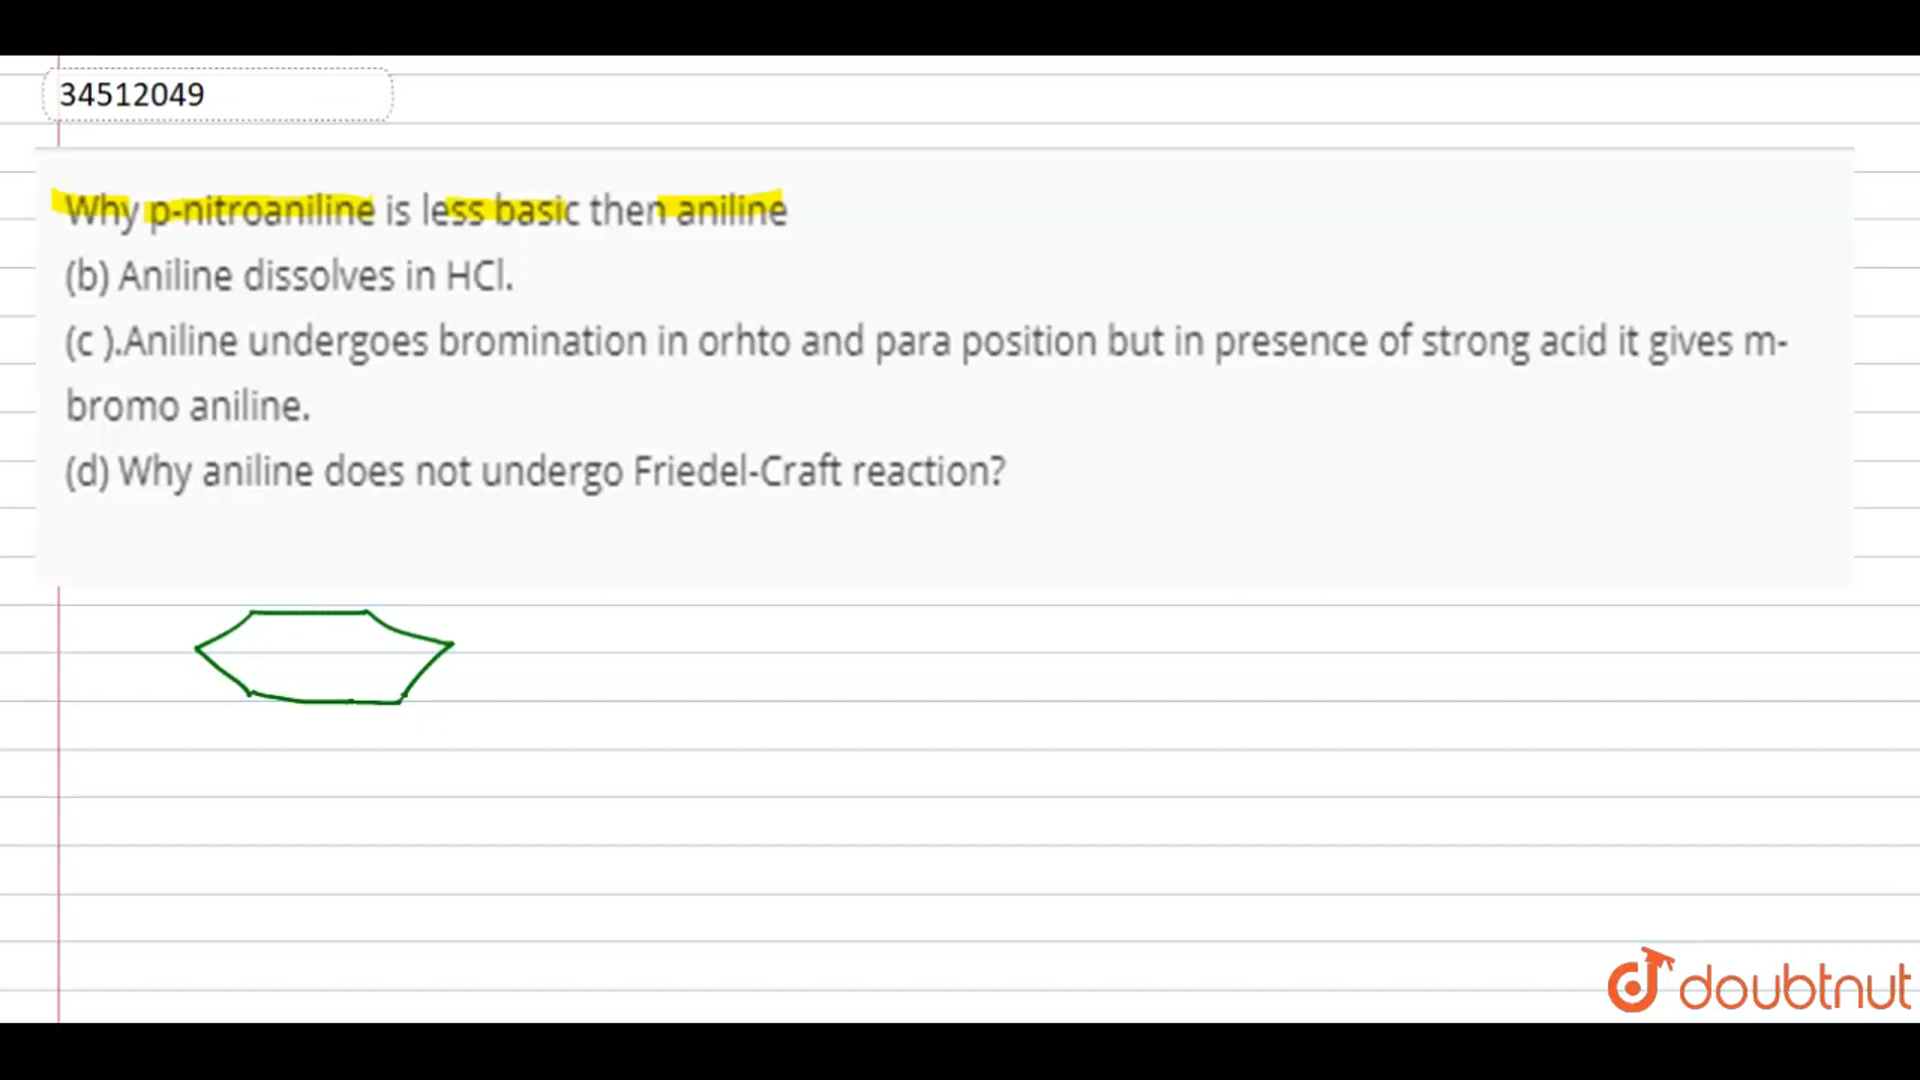 34512049
Why p-nitroaniline is less basic then aniline
(b) Aniline dissolves in HCl.
(c ).Aniline undergoes bromination in orhto and para position but in presence of strong acid it gives m-
bromo aniline.
(d) Why aniline does not undergo Friedel-Craft reaction?
doubtnut